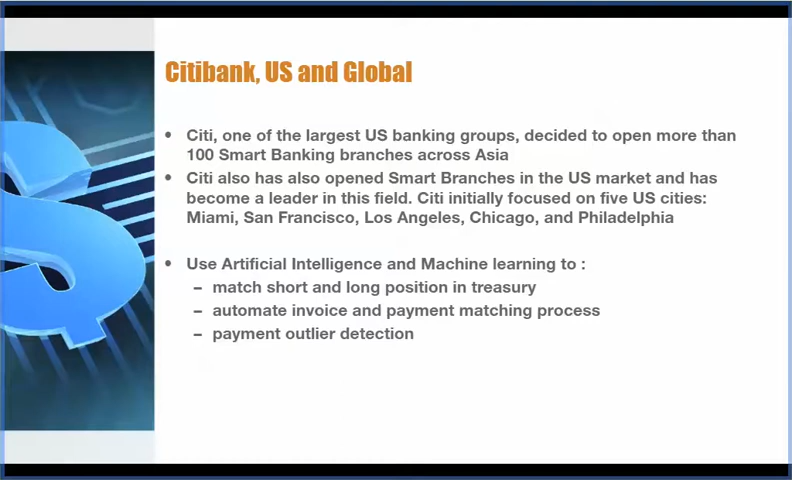 Citibank, US and Global
• Citi, one of the largest US banking groups, decided to open more than
100 Smart Banking branches across Asia
• Citi also has also opened Smart Branches in the US market and has
become a leader in this field. Citi initially focused on five US cities:
Miami, San Francisco, Los Angeles, Chicago, and Philadelphia
• Use Artificial Intelligence and Machine learning to :
– match short and long position in treasury
– automate invoice and payment matching process
– payment outlier detection